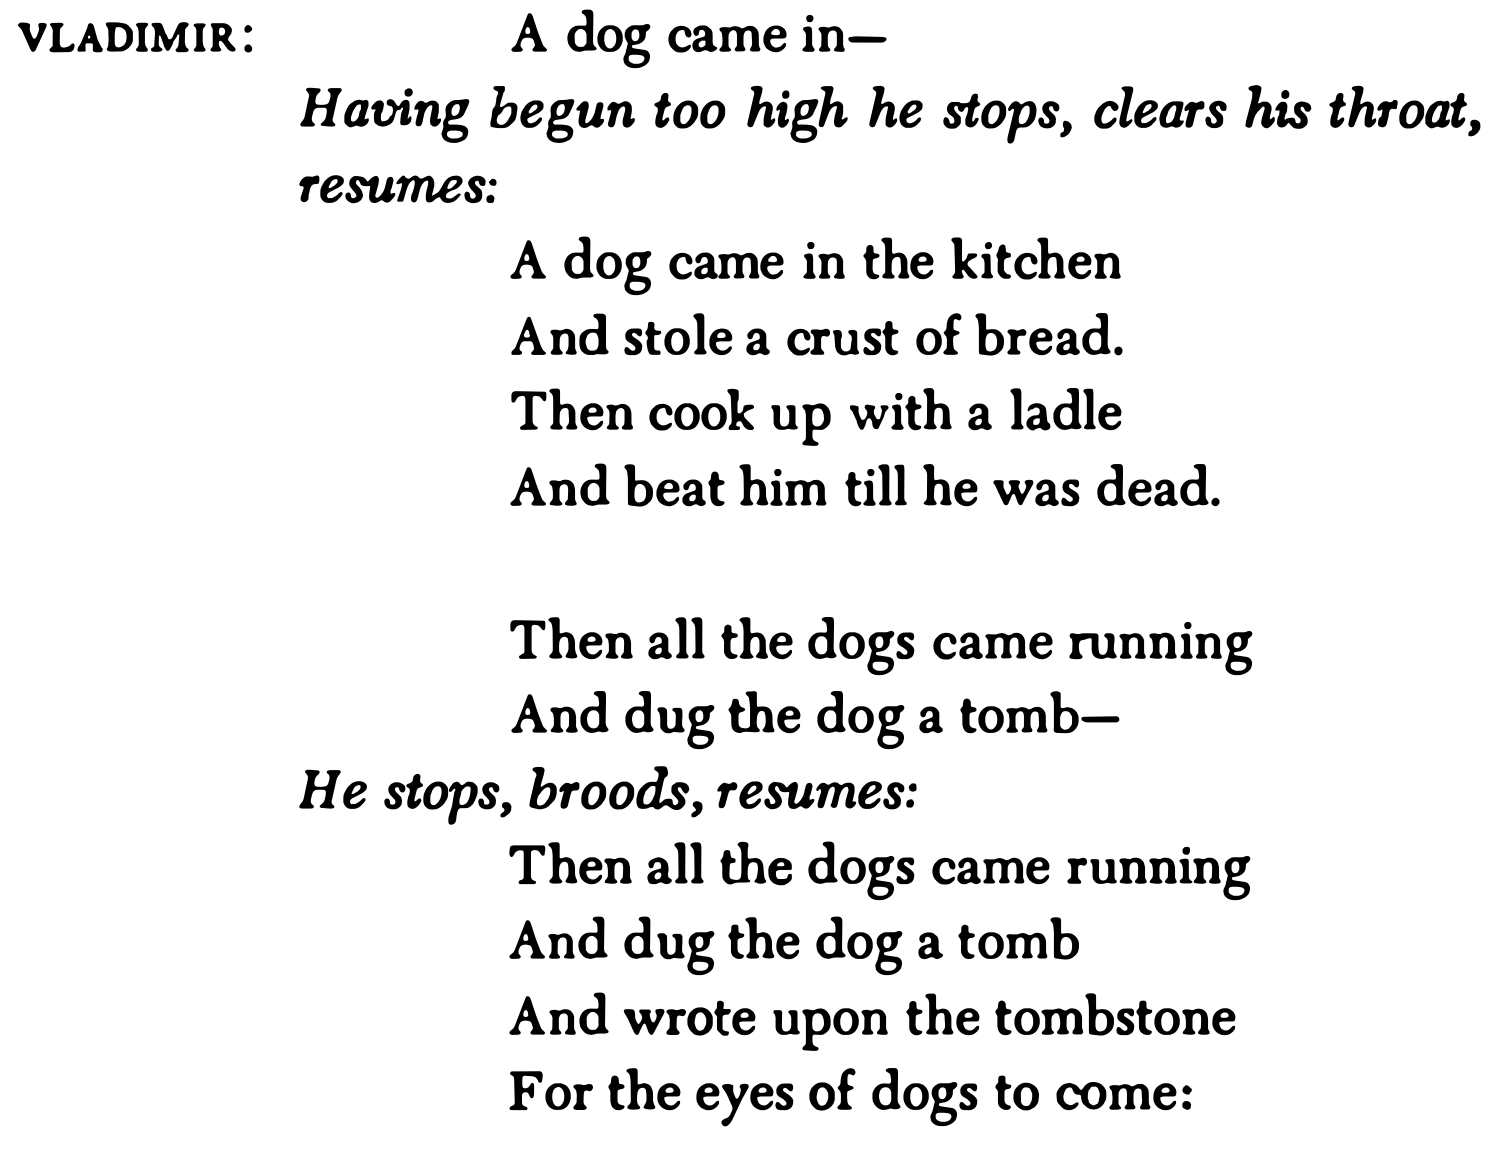 VLADIMIR: A dog came in—
Having begun too high he stops, clears his throat,
resumes:
A dog came in the kitchen
And stole a crust of bread.
Then cook up with a ladle
And beat him till he was dead.
Then all the dogs came running
And dug the dog a tomb—
He stops, broods, resumes:
Then all the dogs came running
And dug the dog a tomb
And wrote upon the tombstone
For the eyes of dogs to come: